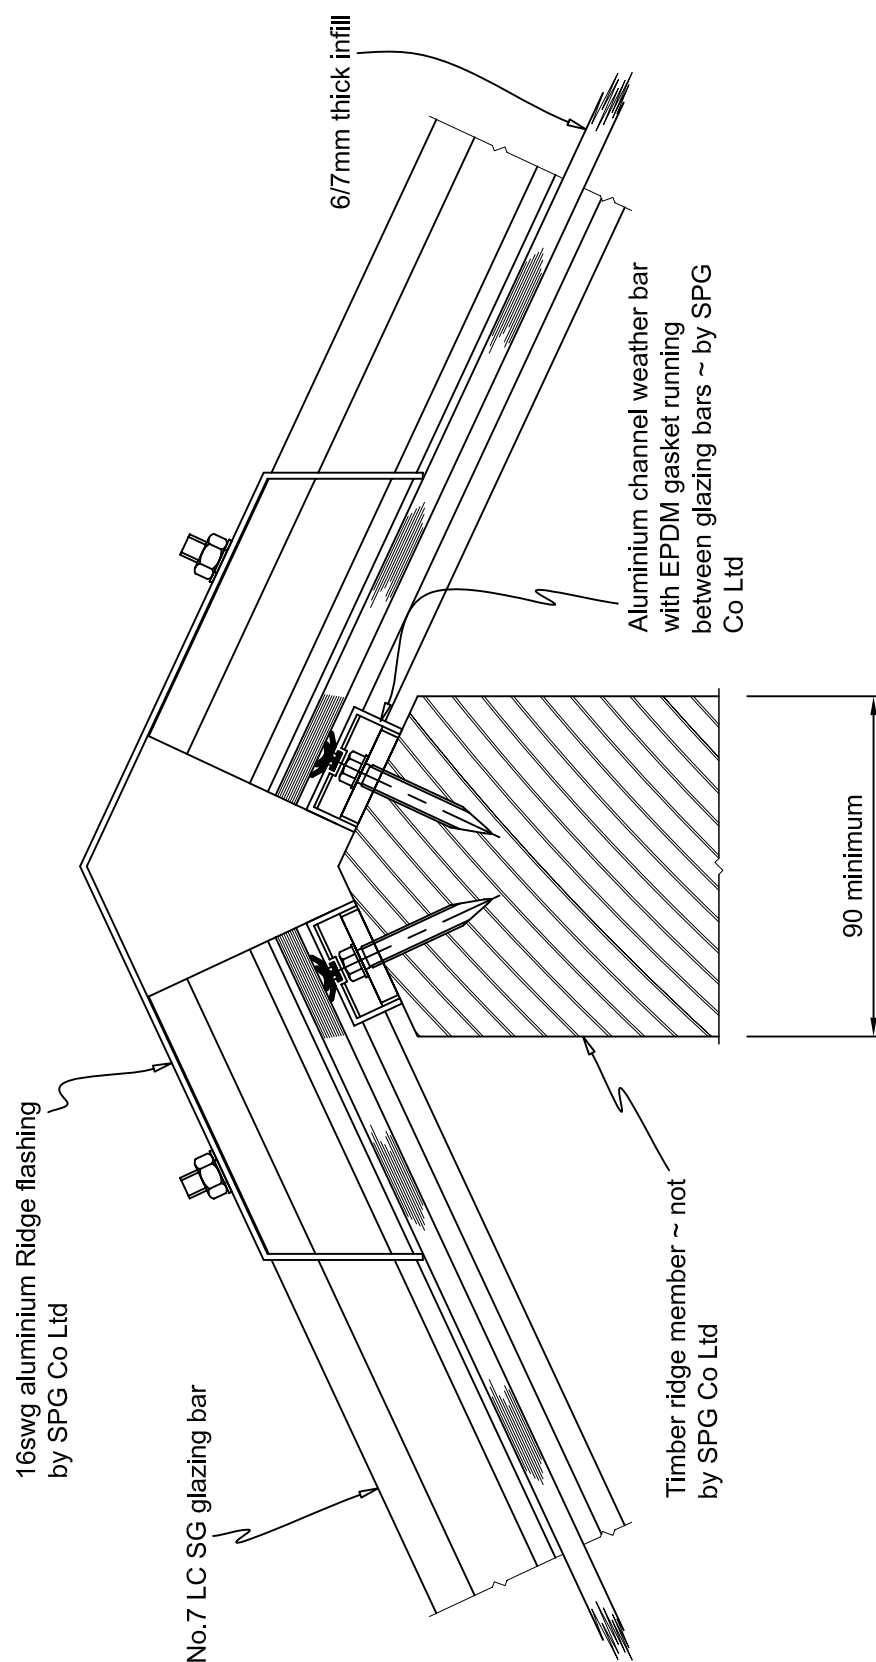 16swg aluminium Ridge flashing
by SPG Co Ltd
No.7 LC SG glazing bar
6/7mm thick infill
Aluminium channel weather bar
with EPDM gasket running
between glazing bars ~ by SPG
Co Ltd
Timber ridge member ~ not
by SPG Co Ltd
90 minimum